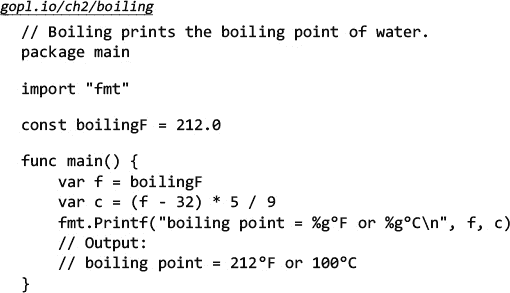 gopl.io/ch2/boiling
// Boiling prints the boiling point of water.
package main
import "fmt"
const boilingF = 212.0
func main() {
    var f = boilingF
    var c = (f - 32) * 5 / 9
    fmt.Printf("boiling point = %g°F or %g°C\n", f, c)
    // Output:
    // boiling point = 212°F or 100°C
}